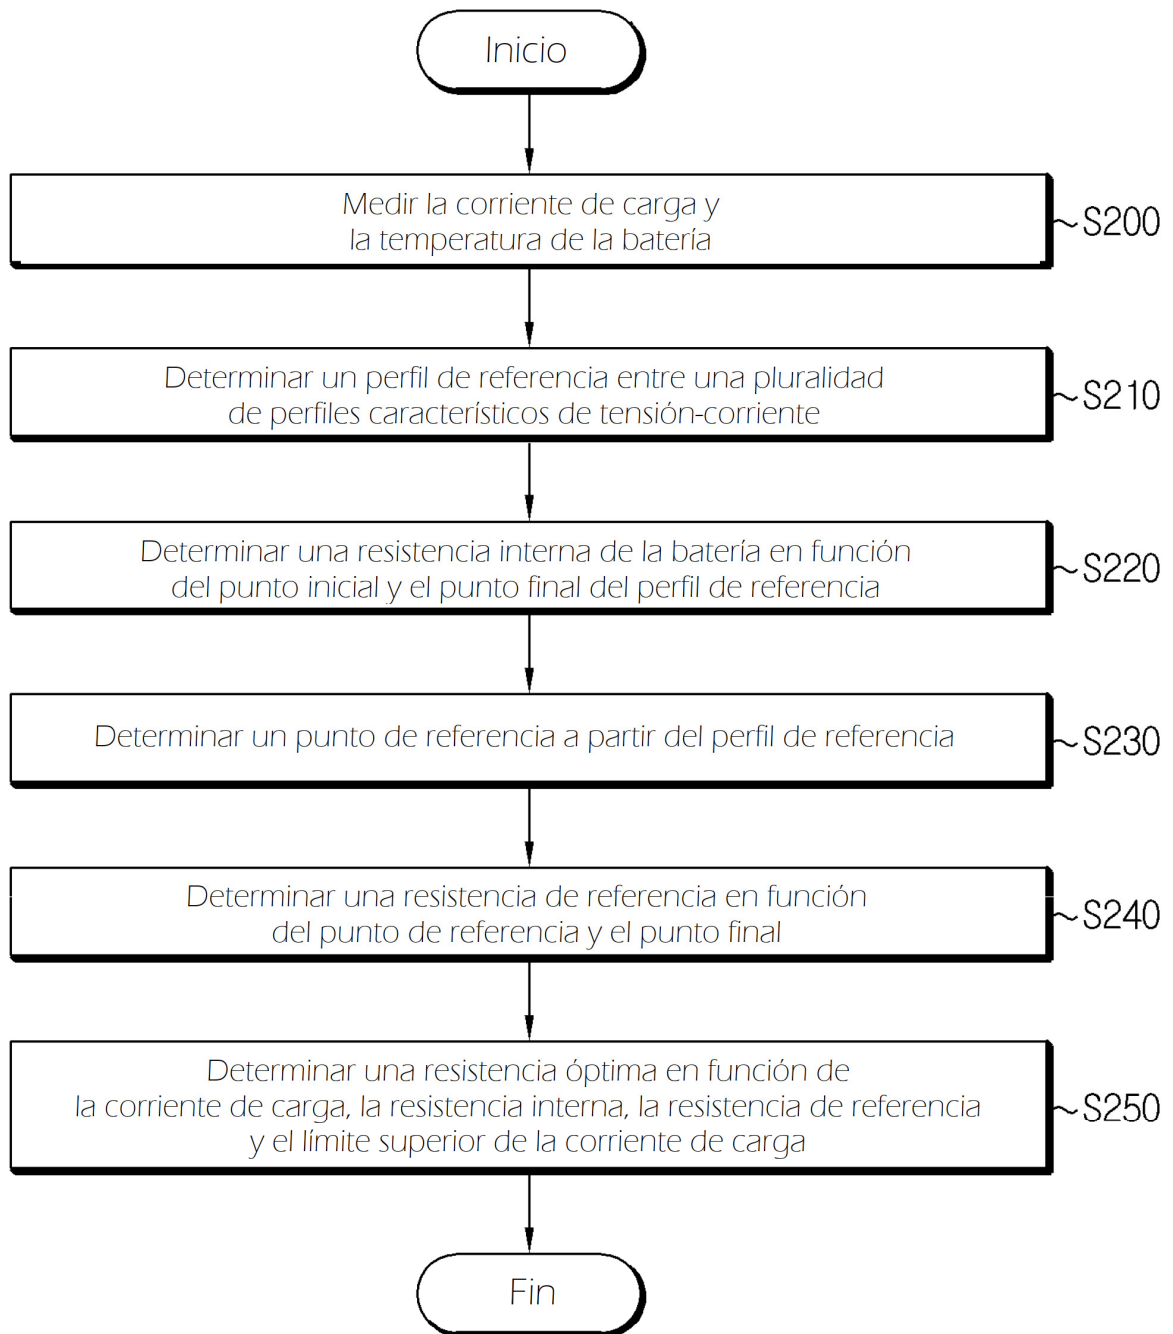 Inicio
Medir la corriente de carga y
la temperatura de la batería
S200
Determinar un perfil de referencia entre una pluralidad
de perfiles característicos de tensión-corriente
S210
Determinar una resistencia interna de la batería en función
del punto inicial y el punto final del perfil de referencia
S220
Determinar un punto de referencia a partir del perfil de referencia
S230
Determinar una resistencia de referencia en función
del punto de referencia y el punto final
S240
Determinar una resistencia óptima en función de
la corriente de carga, la resistencia interna, la resistencia de referencia
y el límite superior de la corriente de carga
S250
Fin